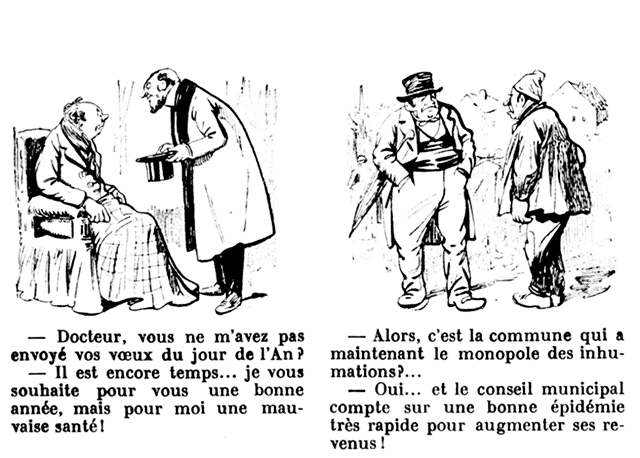 — Docteur, vous ne m'avez pas
envoyé vos vœux du jour de l'An?
— Il est encore temps... je vous
souhaite pour vous une bonne
année, mais pour moi une mau-
vaise santé!
— Alors, c'est la commune qui a
maintenant le monopole des inhu-
mations?...
— Oui... et le conseil municipal
compte sur une bonne épidémie
très rapide pour augmenter ses re-
venus!